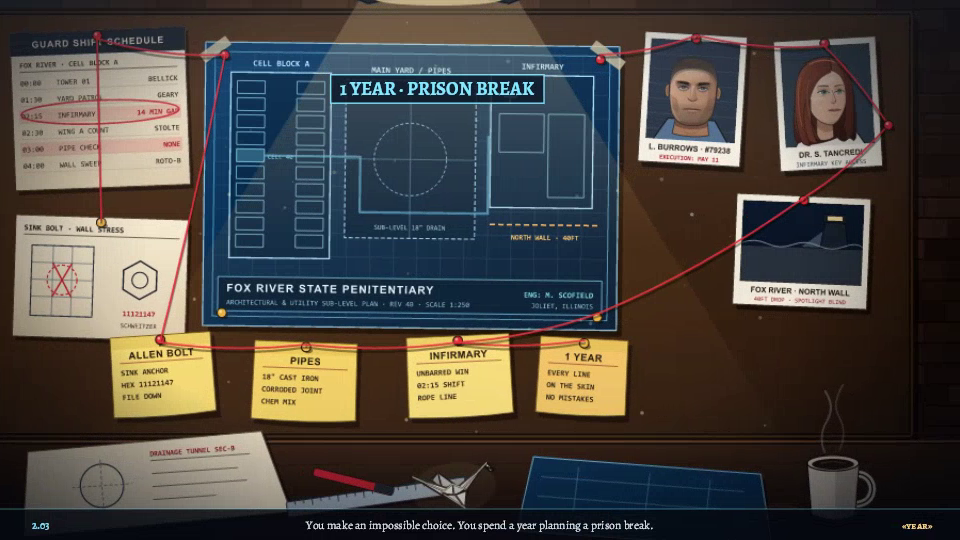 GUARD SHIFT SCHEDULE
FOX RIVER · CELL BLOCK A
00:00 TOWER 01 BELLICK
01:30 YARD PATROL GEARY
02:15 INFIRMARY 14 MIN GAP
02:30 WING A COUNT STOLTE
03:00 PIPE CHECK NONE
04:00 WALL SWEEP ROTO-B
SINK BOLT · WALL STRESS
11121147
SCHWEITZER
CELL BLOCK A
MAIN YARD / PIPES
INFIRMARY
1 YEAR · PRISON BREAK
CELL 40
SUB-LEVEL 18" DRAIN
NORTH WALL · 40FT
FOX RIVER STATE PENITENTIARY
ARCHITECTURAL & UTILITY SUB-LEVEL PLAN · REV 4B · SCALE 1:250
ENG: M. SCOFIELD
JOLIET, ILLINOIS
L. BURROWS · #79238
EXECUTION: MAY 11
DR. S. TANCREDI
INFIRMARY KEY ACCESS
FOX RIVER · NORTH WALL
40FT DROP · SPOTLIGHT BLIND
ALLEN BOLT
SINK ANCHOR
HEX 11121147
FILE DOWN
PIPES
18" CAST IRON
CORRODED JOINT
CHEM MIX
INFIRMARY
UNBARRED WIN
02:15 SHIFT
ROPE LINE
1 YEAR
EVERY LINE
ON THE SKIN
NO MISTAKES
DRAINAGE TUNNEL SEC-B
2.03
You make an impossible choice. You spend a year planning a prison break.
«YEAR»